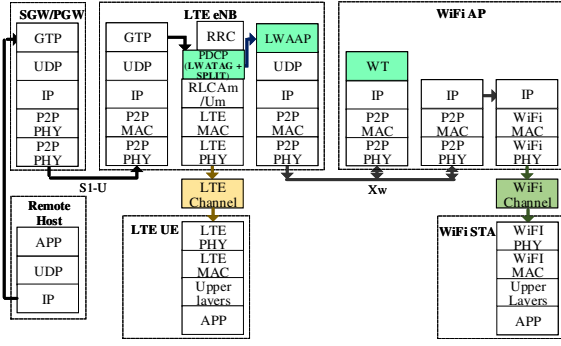 SGW/PGW
GTP
UDP
IP
P2P
PHY
P2P
PHY
S1-U
Remote
Host
APP
UDP
IP
LTE eNB
GTP
UDP
IP
P2P
MAC
P2P
PHY
RRC
PDCP
(LWATAG +
SPLIT)
RLCAm
/Um
LTE
MAC
LTE
PHY
LWAAP
UDP
IP
P2P
MAC
P2P
PHY
Xw
WiFi AP
WT
IP
P2P
MAC
P2P
PHY
IP
P2P
MAC
P2P
PHY
IP
WiFi
MAC
WiFi
PHY
LTE
Channel
LTE UE
LTE
PHY
LTE
MAC
Upper
layers
APP
WiFi
Channel
WiFi STA
WiFI
PHY
WiFI
MAC
Upper
Layers
APP